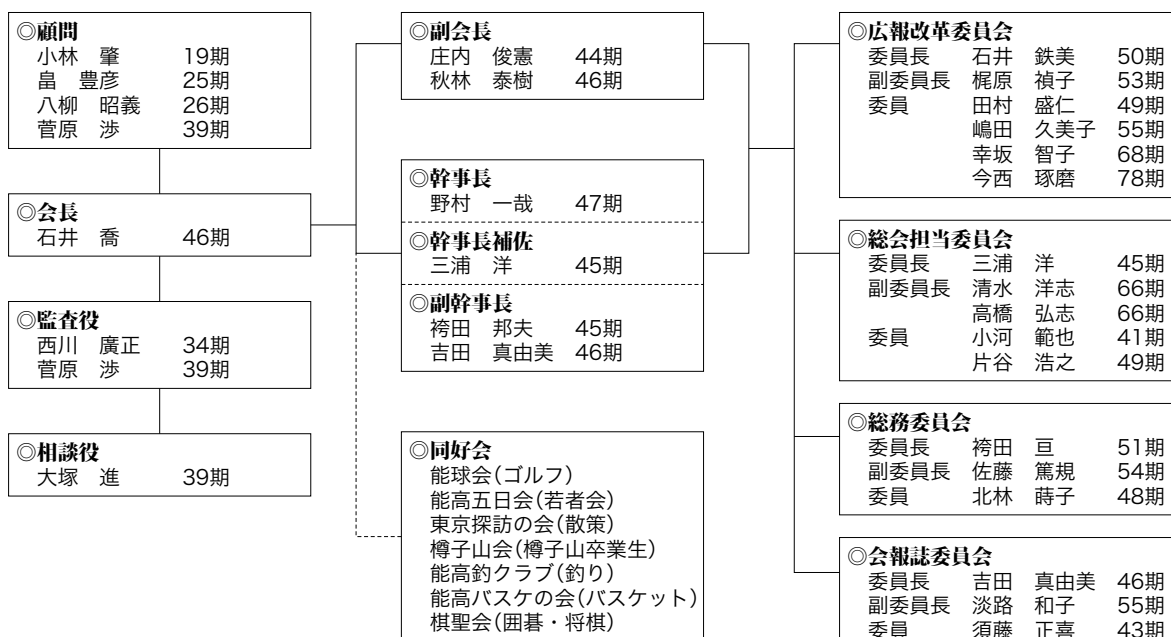 ◎顧問
小林　肇　19期
畠　豊彦　25期
八柳　昭義　26期
菅原　渉　39期
◎会長
石井　喬　46期
◎監査役
西川　廣正　34期
菅原　渉　39期
◎相談役
大塚　進　39期
◎副会長
庄内　俊憲　44期
秋林　泰樹　46期
◎幹事長
野村　一哉　47期
◎幹事長補佐
三浦　洋　45期
◎副幹事長
袴田　邦夫　45期
吉田　真由美　46期
◎同好会
能球会(ゴルフ)
能高五日会(若者会)
東京探訪の会(散策)
樽子山会(樽子山卒業生)
能高釣クラブ(釣り)
能高バスケの会(バスケット)
棋聖会(囲碁・将棋)
◎広報改革委員会
委員長　石井　鉄美　50期
副委員長　梶原　禎子　53期
委員　田村　盛仁　49期
嶋田　久美子　55期
幸坂　智子　68期
今西　琢磨　78期
◎総会担当委員会
委員長　三浦　洋　45期
副委員長　清水　洋志　66期
高橋　弘志　66期
委員　小河　範也　41期
片谷　浩之　49期
◎総務委員会
委員長　袴田　亘　51期
副委員長　佐藤　篤規　54期
委員　北林　蒔子　48期
◎会報誌委員会
委員長　吉田　真由美　46期
副委員長　淡路　和子　55期
委員　須藤　正喜　43期